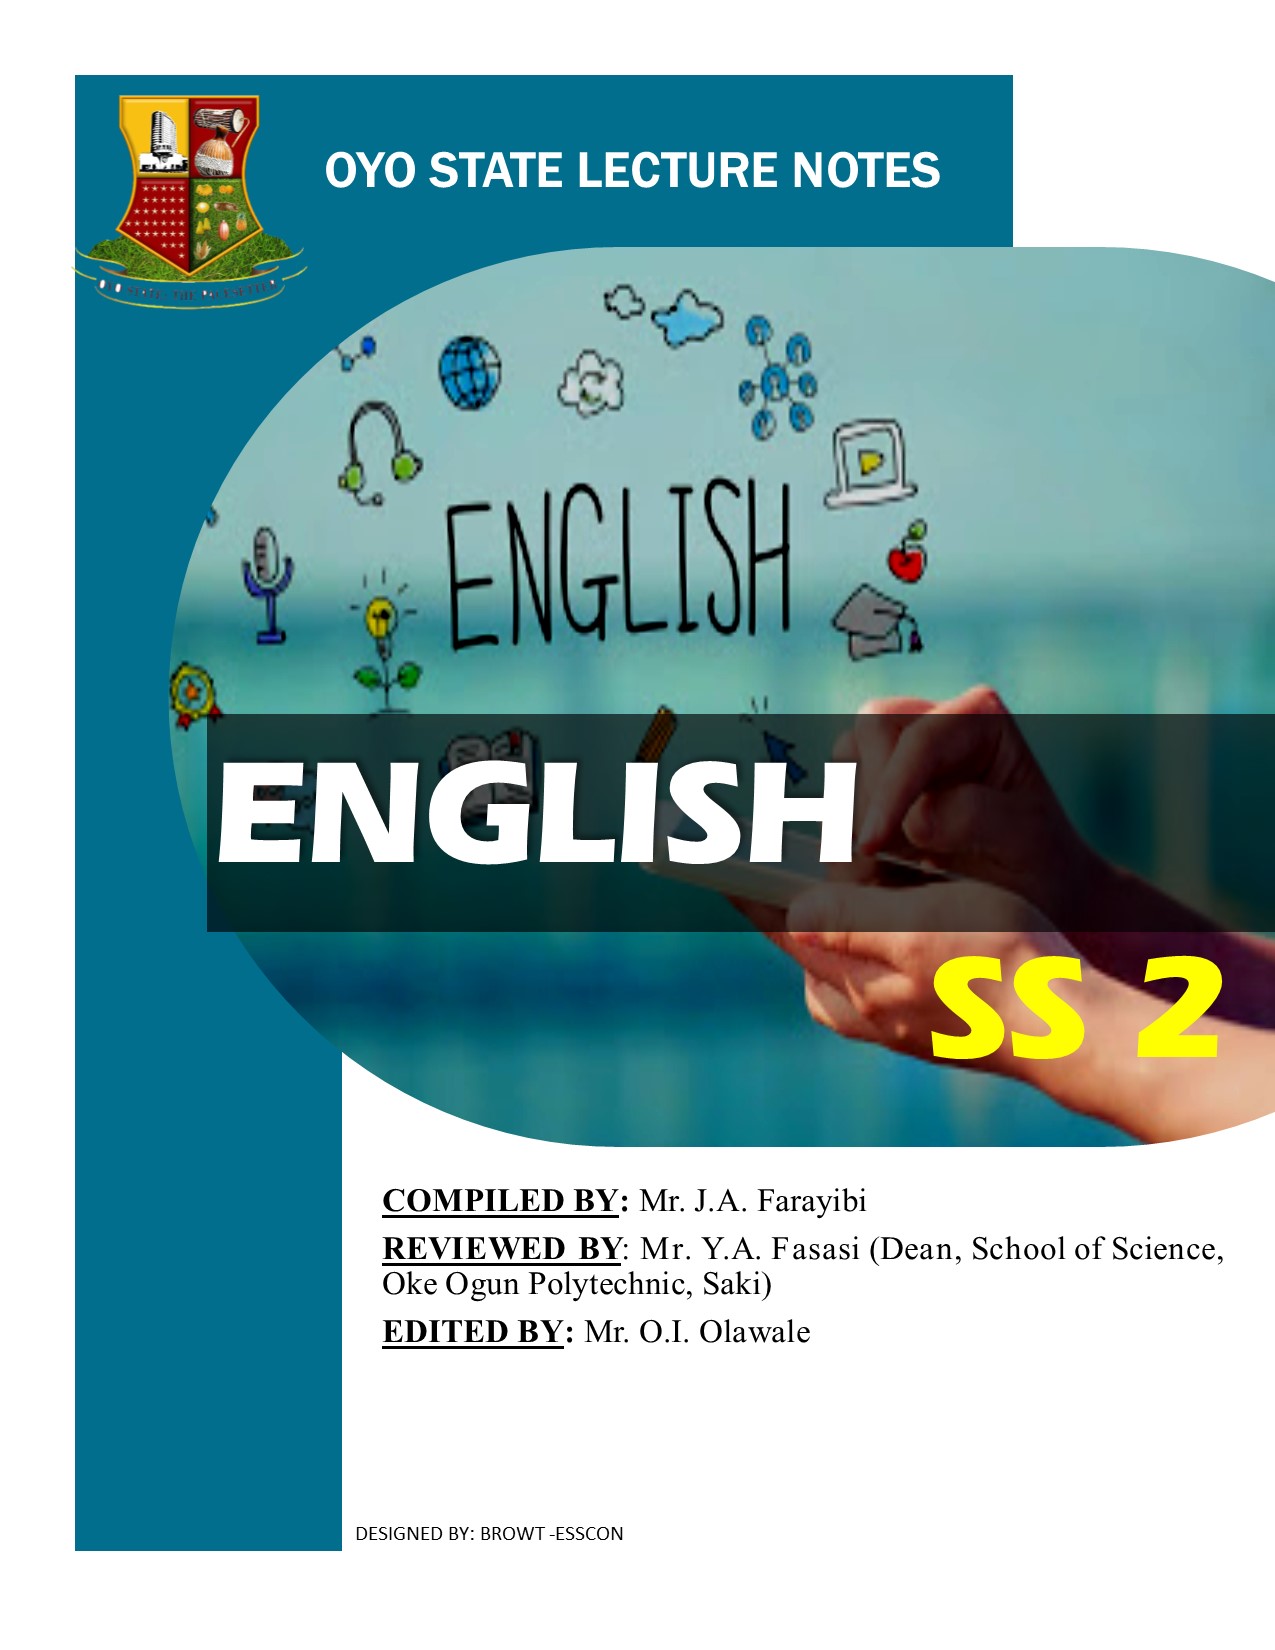 OYO STATE LECTURE NOTES
ENGLISH
ENGLISH
SS 2
COMPILED BY: Mr. J.A. Farayibi
REVIEWED BY: Mr. Y.A. Fasasi (Dean, School of Science,
Oke Ogun Polytechnic, Saki)
EDITED BY: Mr. O.I. Olawale
DESIGNED BY: BROWT -ESSCON